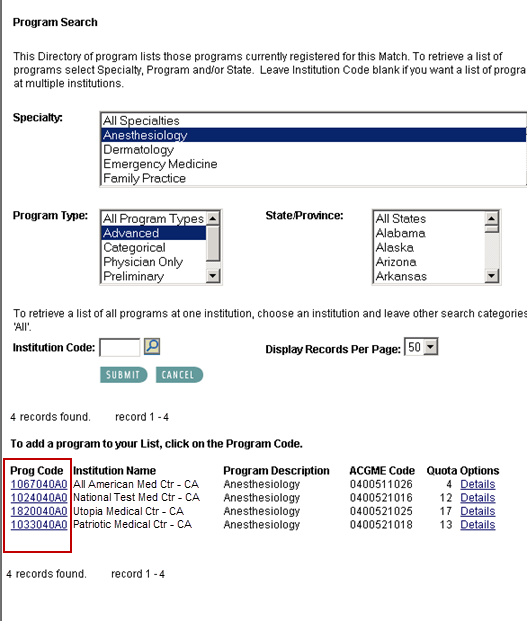 Program Search
This Directory of program lists those programs currently registered for this Match. To retrieve a list of
programs select Specialty, Program and/or State. Leave Institution Code blank if you want a list of progra
at multiple institutions.
Specialty:
All Specialties
Anesthesiology
Dermatology
Emergency Medicine
Family Practice
Program Type:
All Program Types
Advanced
Categorical
Physician Only
Preliminary
State/Province:
All States
Alabama
Alaska
Arizona
Arkansas
To retrieve a list of all programs at one institution, choose an institution and leave other search categories
'All'.
Institution Code:
Display Records Per Page: 50
SUBMIT CANCEL
4 records found. record 1 - 4
To add a program to your List, click on the Program Code.
Prog Code Institution Name Program Description ACGME Code Quota Options
1067040A0 All American Med Ctr - CA Anesthesiology 0400511026 4 Details
1024040A0 National Test Med Ctr - CA Anesthesiology 0400521016 12 Details
1820040A0 Utopia Medical Ctr - CA Anesthesiology 0400521025 17 Details
1033040A0 Patriotic Medical Ctr - CA Anesthesiology 0400521018 13 Details
4 records found. record 1 - 4